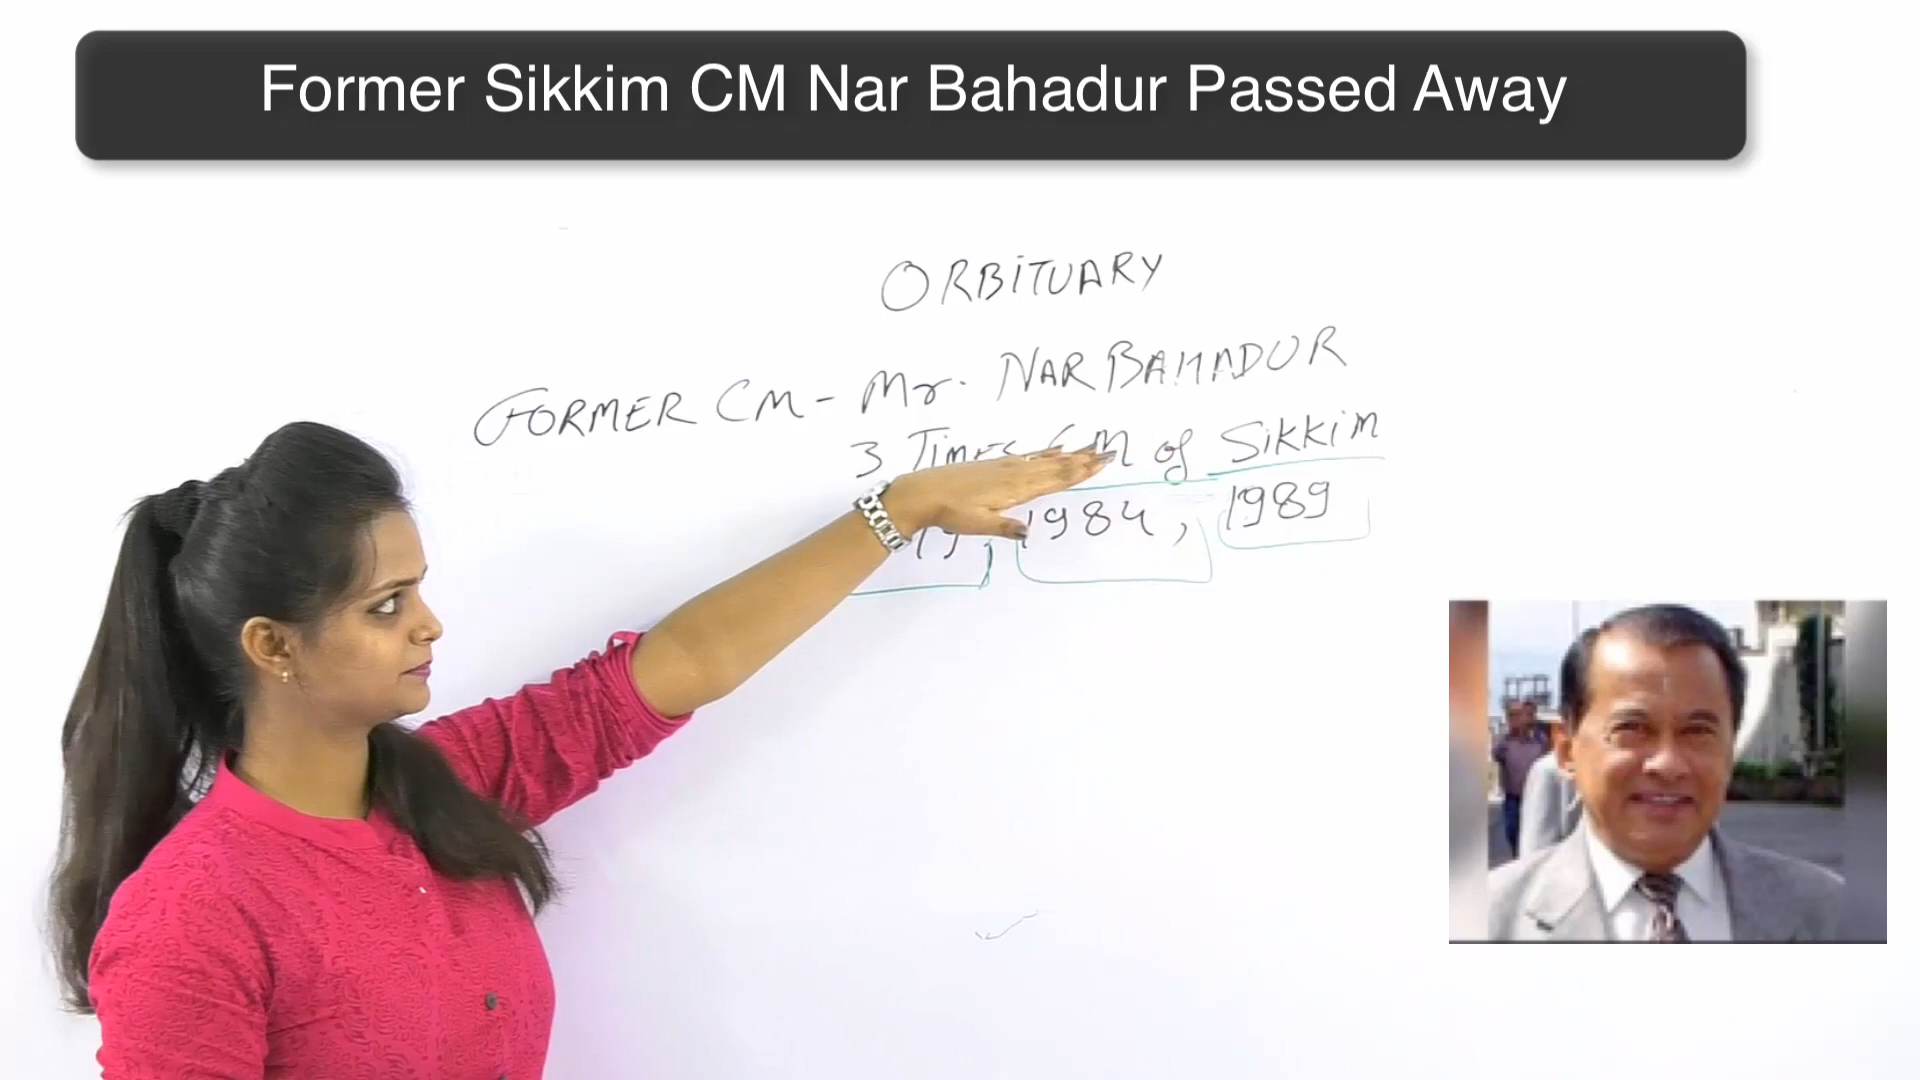 Former Sikkim CM Nar Bahadur Passed Away
ORBITUARY
FORMER CM - Mr. NAR BAHADUR
3 TIMES CM of SIKKIM
1984, 1989